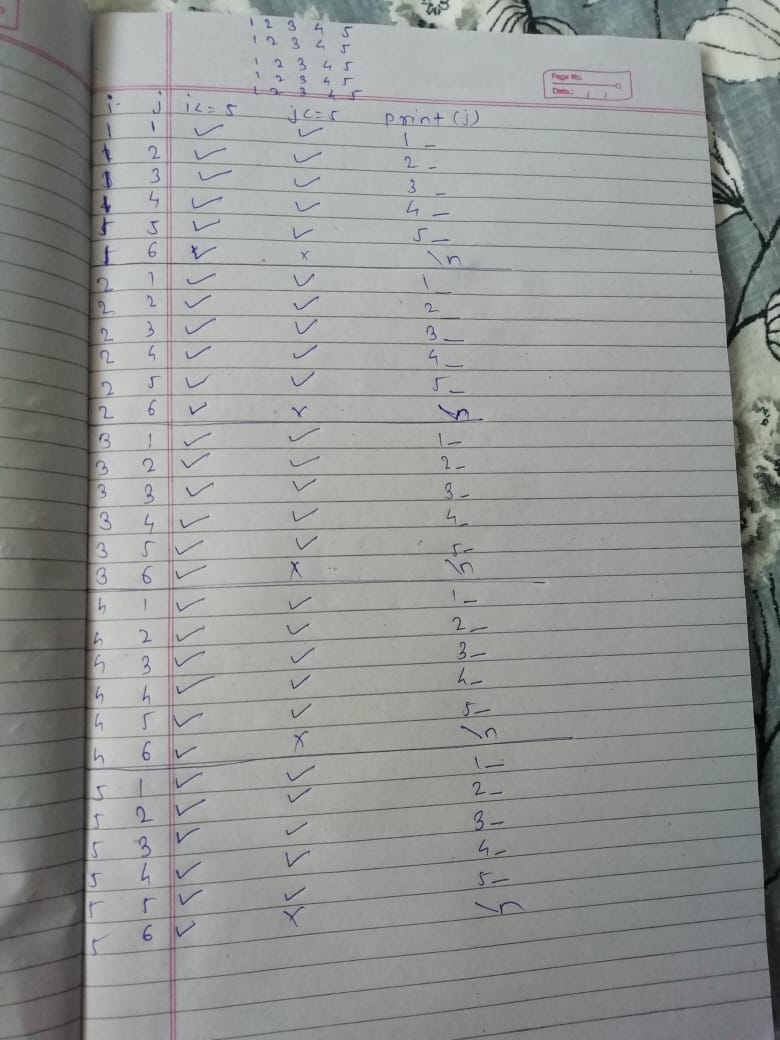 1 2 3 4 5
1 2 3 4 5
1 2 3 4 5
1 2 3 4 5
1 2 3 4 5
Page No.
Date: / /
i j i<=5 j<=5 print(j)
1 1 ✓ ✓ 1_
1 2 ✓ ✓ 2_
1 3 ✓ ✓ 3_
1 4 ✓ ✓ 4_
5 5 ✓ ✓ 5_
1 6 ✓ x \n
2 1 ✓ ✓ 1_
2 2 ✓ ✓ 2_
2 3 ✓ ✓ 3_
2 4 ✓ ✓ 4_
2 5 ✓ ✓ 5_
2 6 ✓ x \n
3 1 ✓ ✓ 1_
3 2 ✓ ✓ 2_
3 3 ✓ ✓ 3_
3 4 ✓ ✓ 4_
3 5 ✓ ✓ 5_
3 6 ✓ x \n
4 1 ✓ ✓ 1_
4 2 ✓ ✓ 2_
4 3 ✓ ✓ 3_
4 4 ✓ ✓ 4_
4 5 ✓ ✓ 5_
4 6 ✓ x \n
5 1 ✓ ✓ 1_
5 2 ✓ ✓ 2_
5 3 ✓ ✓ 3_
5 4 ✓ ✓ 4_
5 5 ✓ ✓ 5_
5 6 ✓ x \n